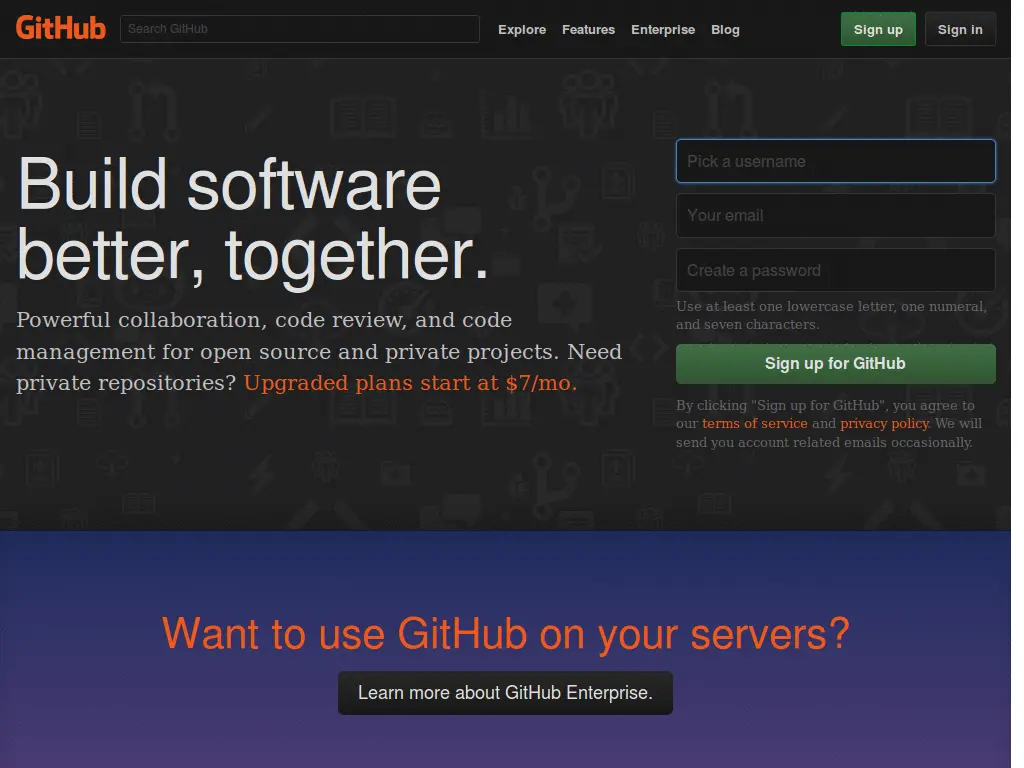 GitHub
Search GitHub
Explore
Features
Enterprise
Blog
Sign up
Sign in
Build software
better, together.
Powerful collaboration, code review, and code
management for open source and private projects. Need
private repositories? Upgraded plans start at $7/mo.
Pick a username
Your email
Create a password
Use at least one lowercase letter, one numeral,
and seven characters.
Sign up for GitHub
By clicking "Sign up for GitHub", you agree to
our terms of service and privacy policy. We will
send you account related emails occasionally.
Want to use GitHub on your servers?
Learn more about GitHub Enterprise.